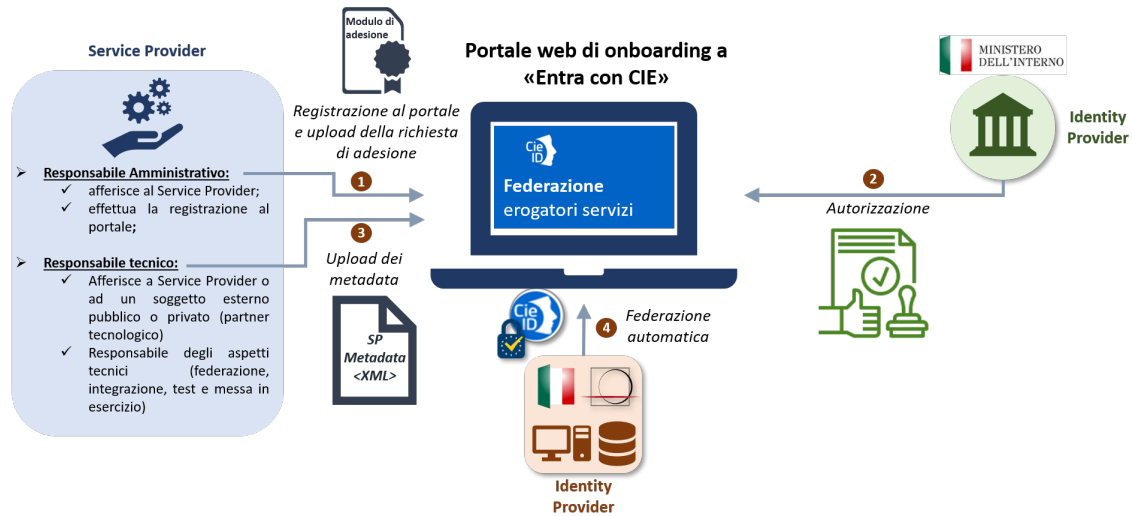 Service Provider
Responsabile Amministrativo:
afferisce al Service Provider;
effettua la registrazione al
portale;
Responsabile tecnico:
Afferisce a Service Provider o
ad un soggetto esterno
pubblico o privato (partner
tecnologico)
Responsabile degli aspetti
tecnici (federazione,
integrazione, test e messa in
esercizio)
Modulo di
adesione
Registrazione al portale
e upload della richiesta
di adesione
1
3
Upload dei
metadata
SP
Metadata
<XML>
Portale web di onboarding a
«Entra con CIE»
Cie
ID
Federazione
erogatori servizi
Cie
ID
4
Federazione
automatica
Identity
Provider
MINISTERO
DELL'INTERNO
Identity
Provider
2
Autorizzazione